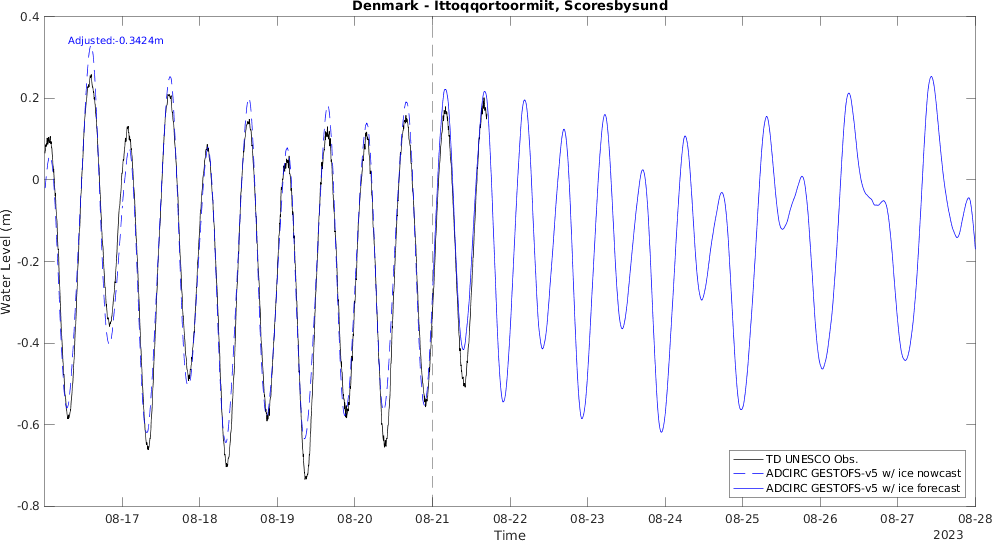 Denmark - Ittoqqortoormiit, Scoresbysund
Adjusted:-0.3424m
0.4
0.2
0
-0.2
-0.4
-0.6
-0.8
Water Level (m)
TD UNESCO Obs.
ADCIRC GESTOFS-v5 w/ ice nowcast
ADCIRC GESTOFS-v5 w/ ice forecast
08-17 08-18 08-19 08-20 08-21 08-22 08-23 08-24 08-25 08-26 08-27 08-28
Time
2023